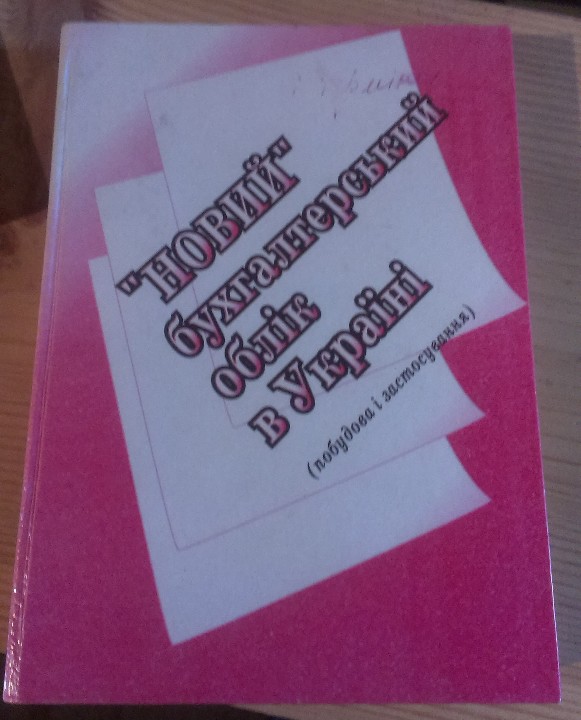 "НОВИЙ"
бухгалтерський
облік
в Україні
(побудова і застосування)